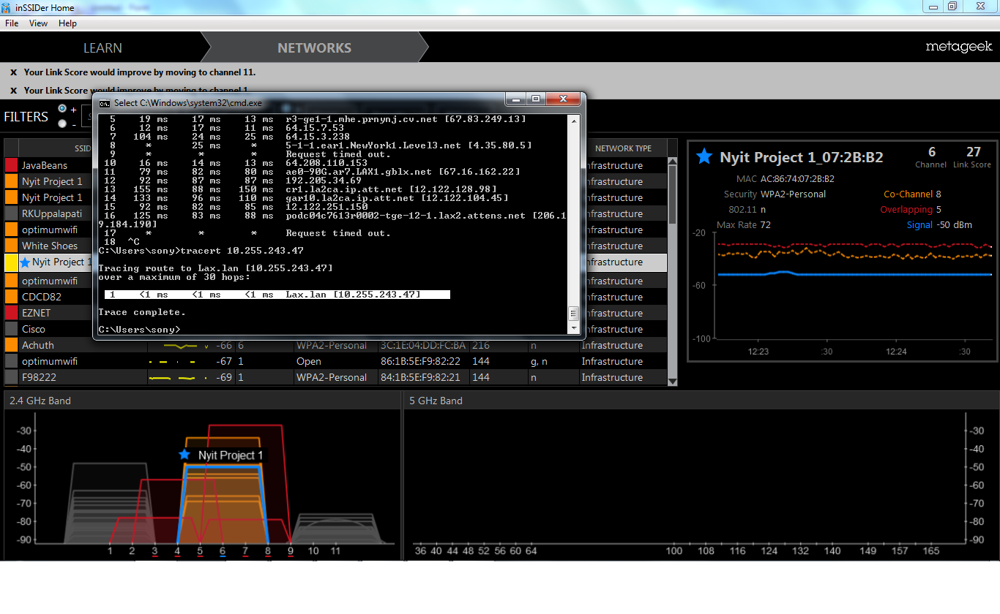 inSSIDer Home
File View Help
LEARN NETWORKS metageek
x Your Link Score would improve by moving to channel 11.
x Your Link Score would improve by moving to channel 1.
FILTERS + -
Select C:\Windows\system32\cmd.exe
5 19 ms 17 ms 13 ms r3-ge1-1.mhe.prnynj.cv.net [67.83.249.13]
6 12 ms 17 ms 11 ms 64.15.7.53
7 104 ms 24 ms 25 ms 64.15.3.238
8 * 25 ms * 5-1-1.ear1.NewYork1.Level3.net [4.35.80.5]
9 * * * Request timed out.
10 16 ms 14 ms 13 ms 64.208.110.153
11 79 ms 82 ms 80 ms ae0-90G.ar7.LAX1.gblx.net [67.16.162.22]
12 92 ms 87 ms 87 ms 192.205.34.69
13 155 ms 88 ms 150 ms cr1.la2ca.ip.att.net [12.122.128.98]
14 133 ms 96 ms 110 ms gar10.la2ca.ip.att.net [12.122.104.45]
15 92 ms 82 ms 85 ms 12.122.251.150
16 125 ms 83 ms 88 ms podc04c7613r0002-tge-12-1.lax2.attens.net [206.1
9.184.190]
17 * * * Request timed out.
18 ^C
C:\Users\sony>tracert 10.255.243.47
Tracing route to Lax.lan [10.255.243.47]
over a maximum of 30 hops:
1 <1 ms <1 ms <1 ms Lax.lan [10.255.243.47]
Trace complete.
C:\Users\sony>
SSID NETWORK TYPE
JavaBeans nfrastructure
Nyit Project 1 nfrastructure
Nyit Project 1 nfrastructure
RKUppalapati nfrastructure
optimumwifi nfrastructure
White Shoes nfrastructure
Nyit Project 1 nfrastructure
optimumwifi nfrastructure
CDCD82 nfrastructure
EZNET nfrastructure
Cisco nfrastructure
Achuth -66 6 WPA2-Personal 3C:1E:04:DD:FC:BA 216 n Infrastructure
optimumwifi -67 1 Open 86:1B:5E:F9:82:22 144 g, n Infrastructure
F98222 -69 1 WPA2-Personal 84:1B:5E:F9:82:21 144 n Infrastructure
Nyit Project 1_07:2B:B2 6 27
Channel Link Score
MAC AC:86:74:07:2B:B2
Security WPA2-Personal Co-Channel 8
802.11 n Overlapping 5
Max Rate 72 Signal -50 dBm
-20
-60
-100
12:23 :30 12:24 :30
2.4 GHz Band
-30
-40
Nyit Project 1
-50
-60
-70
-80
-90
1 2 3 4 5 6 7 8 9 10 11
5 GHz Band
-30
-40
-50
-60
-70
-80
-90
36 40 44 48 52 56 60 64 100 108 116 124 132 140 149 157 165